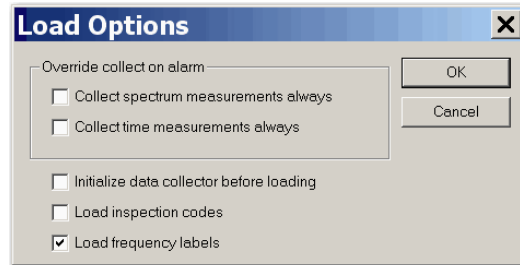 Load Options
Override collect on alarm
OK
Collect spectrum measurements always
Cancel
Collect time measurements always
Initialize data collector before loading
Load inspection codes
Load frequency labels